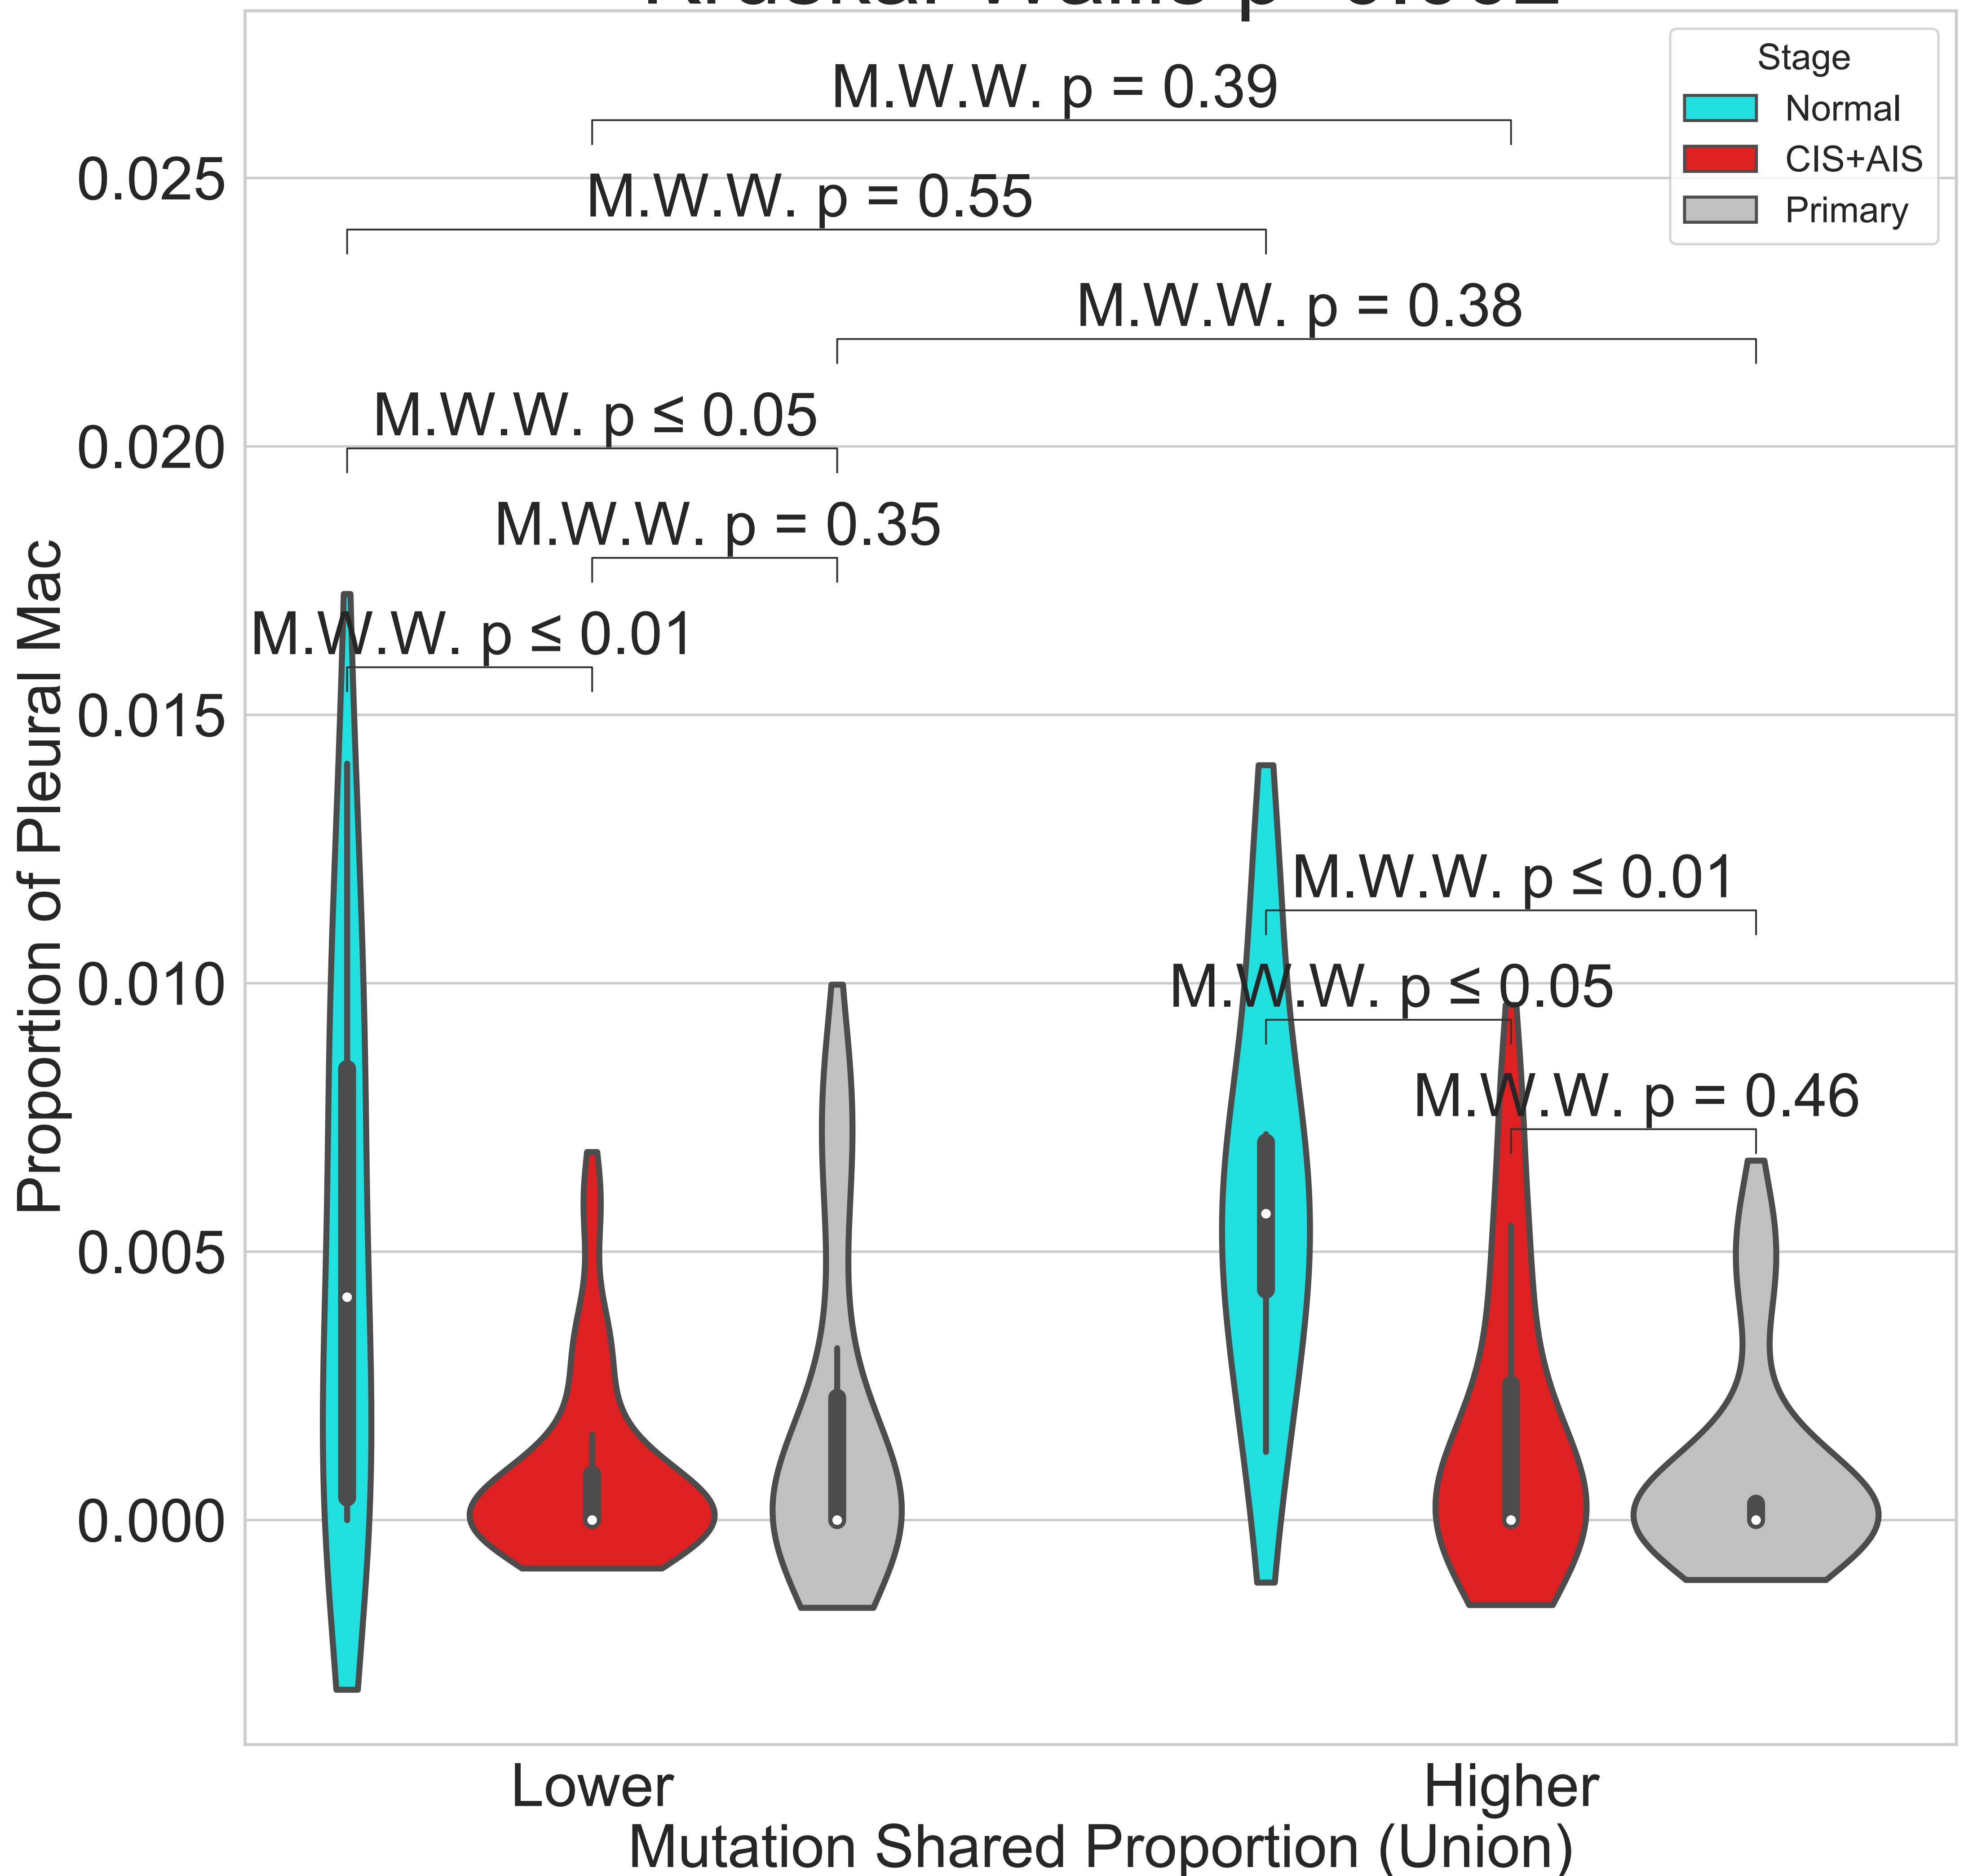 Stage
Normal
CIS+AIS
Primary
M.W.W. p = 0.39
M.W.W. p = 0.55
M.W.W. p = 0.38
M.W.W. p ≤ 0.05
M.W.W. p = 0.35
M.W.W. p ≤ 0.01
M.W.W. p ≤ 0.01
M.W.W. p ≤ 0.05
M.W.W. p = 0.46
0.025
0.020
0.015
0.010
0.005
0.000
Proportion of Pleural Mac
Lower
Higher
Mutation Shared Proportion (Union)